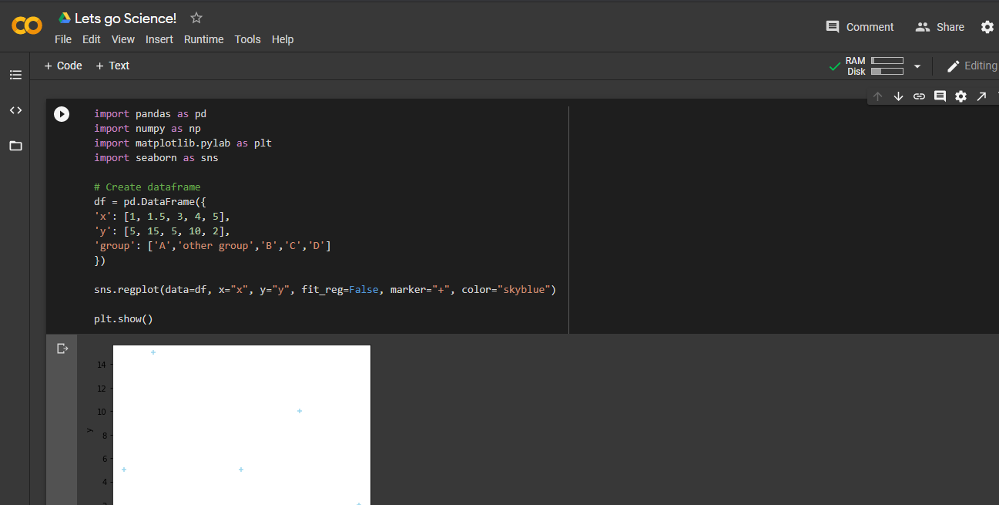 Lets go Science!
File Edit View Insert Runtime Tools Help
Comment Share
+ Code + Text
RAM
Disk
Editing
import pandas as pd
import numpy as np
import matplotlib.pylab as plt
import seaborn as sns
# Create dataframe
df = pd.DataFrame({
'x': [1, 1.5, 3, 4, 5],
'y': [5, 15, 5, 10, 2],
'group': ['A','other group','B','C','D']
})
sns.regplot(data=df, x="x", y="y", fit_reg=False, marker="+", color="skyblue")
plt.show()
14
12
10
y
8
6
4
2